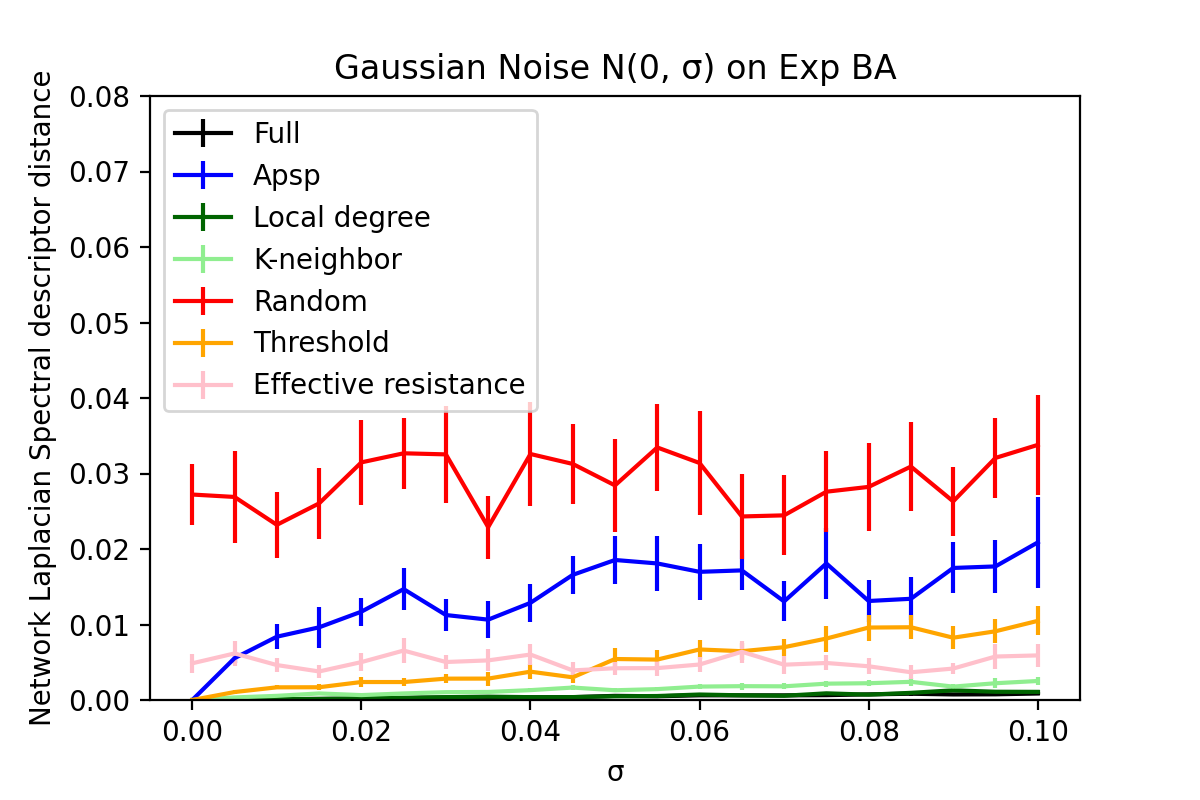 Gaussian Noise N(0, σ) on Exp BA
Network Laplacian Spectral descriptor distance
0.08
0.07
0.06
0.05
0.04
0.03
0.02
0.01
0.00
Full
Apsp
Local degree
K-neighbor
Random
Threshold
Effective resistance
0.00 0.02 0.04 0.06 0.08 0.10
σ